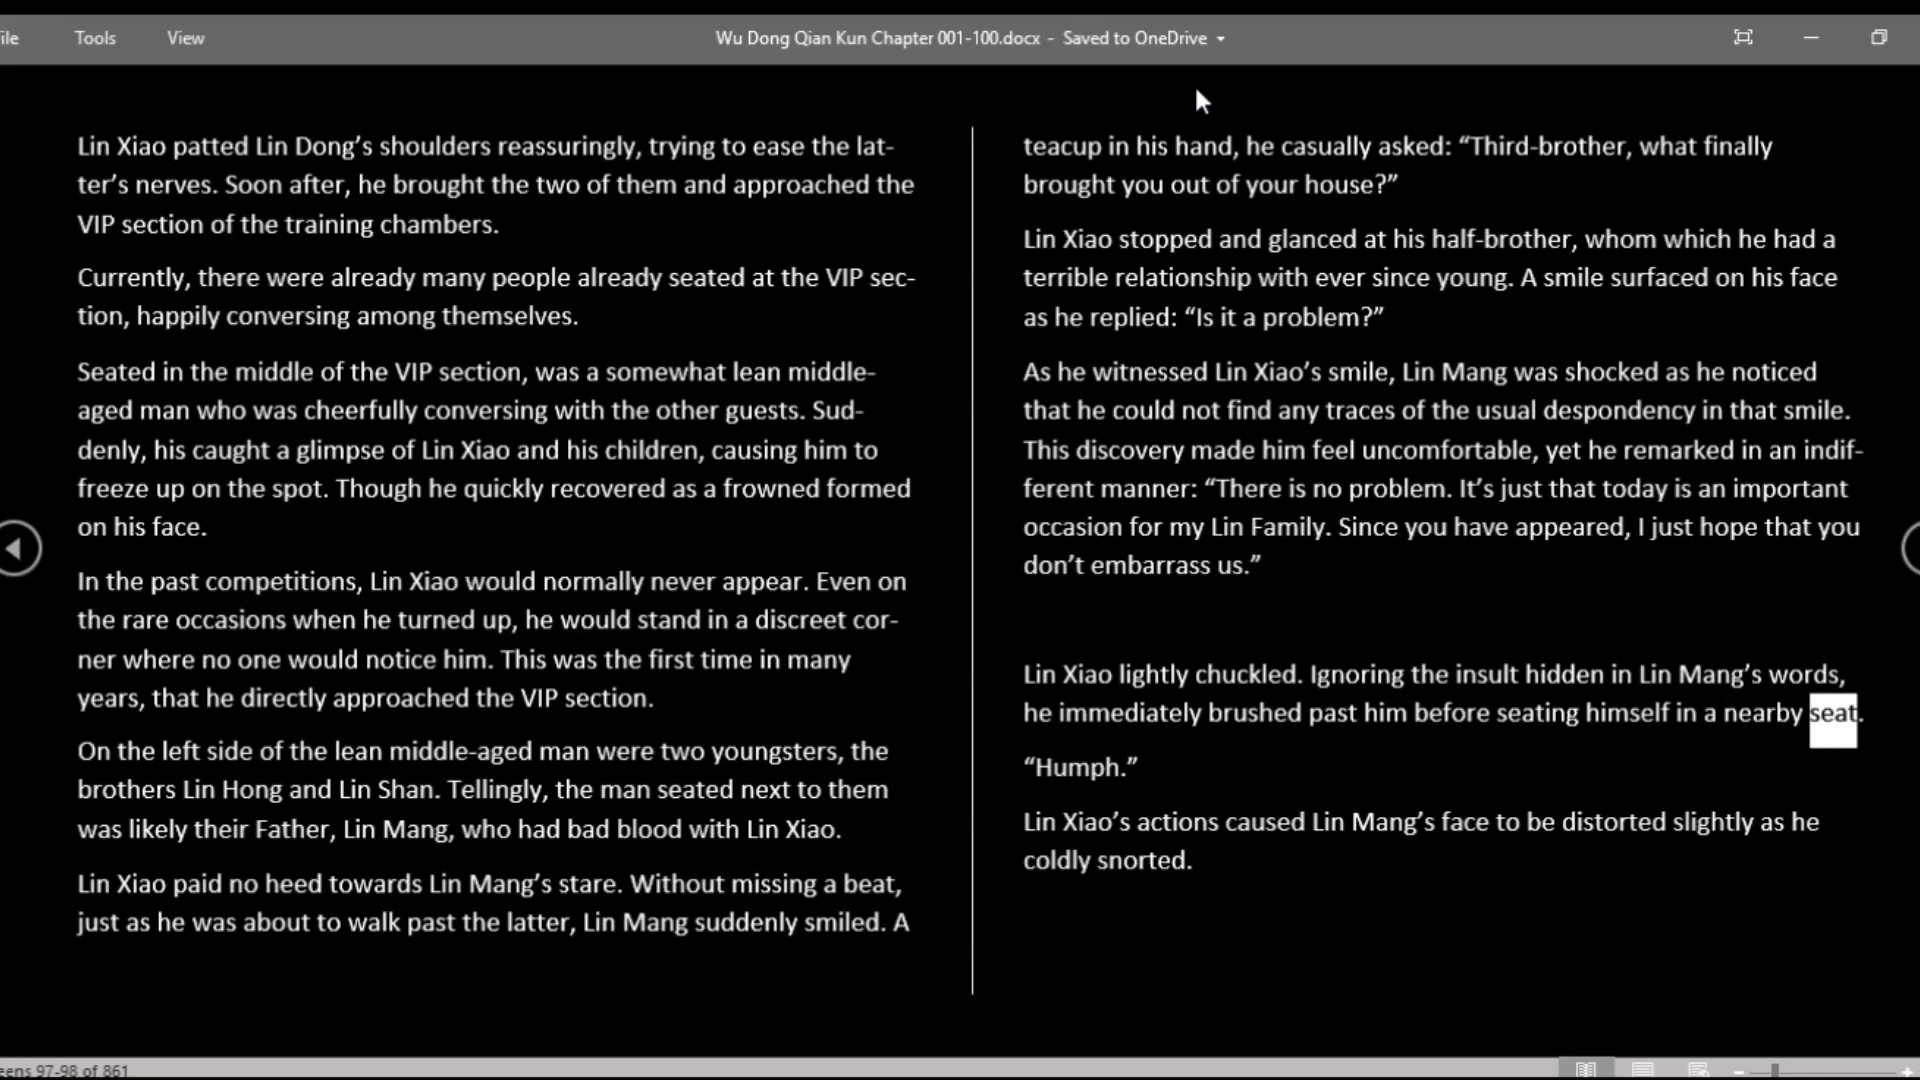 ile Tools View Wu Dong Qian Kun Chapter 001-100.docx - Saved to OneDrive
Lin Xiao patted Lin Dong’s shoulders reassuringly, trying to ease the lat-
ter’s nerves. Soon after, he brought the two of them and approached the
VIP section of the training chambers.
Currently, there were already many people already seated at the VIP sec-
tion, happily conversing among themselves.
Seated in the middle of the VIP section, was a somewhat lean middle-
aged man who was cheerfully conversing with the other guests. Sud-
denly, his caught a glimpse of Lin Xiao and his children, causing him to
freeze up on the spot. Though he quickly recovered as a frowned formed
on his face.
In the past competitions, Lin Xiao would normally never appear. Even on
the rare occasions when he turned up, he would stand in a discreet cor-
ner where no one would notice him. This was the first time in many
years, that he directly approached the VIP section.
On the left side of the lean middle-aged man were two youngsters, the
brothers Lin Hong and Lin Shan. Tellingly, the man seated next to them
was likely their Father, Lin Mang, who had bad blood with Lin Xiao.
Lin Xiao paid no heed towards Lin Mang’s stare. Without missing a beat,
just as he was about to walk past the latter, Lin Mang suddenly smiled. A
teacup in his hand, he casually asked: “Third-brother, what finally
brought you out of your house?”
Lin Xiao stopped and glanced at his half-brother, whom which he had a
terrible relationship with ever since young. A smile surfaced on his face
as he replied: “Is it a problem?”
As he witnessed Lin Xiao’s smile, Lin Mang was shocked as he noticed
that he could not find any traces of the usual despondency in that smile.
This discovery made him feel uncomfortable, yet he remarked in an indif-
ferent manner: “There is no problem. It’s just that today is an important
occasion for my Lin Family. Since you have appeared, I just hope that you
don’t embarrass us.”
Lin Xiao lightly chuckled. Ignoring the insult hidden in Lin Mang’s words,
he immediately brushed past him before seating himself in a nearby seat.
“Humph.”
Lin Xiao’s actions caused Lin Mang’s face to be distorted slightly as he
coldly snorted.
eens 97-98 of 861